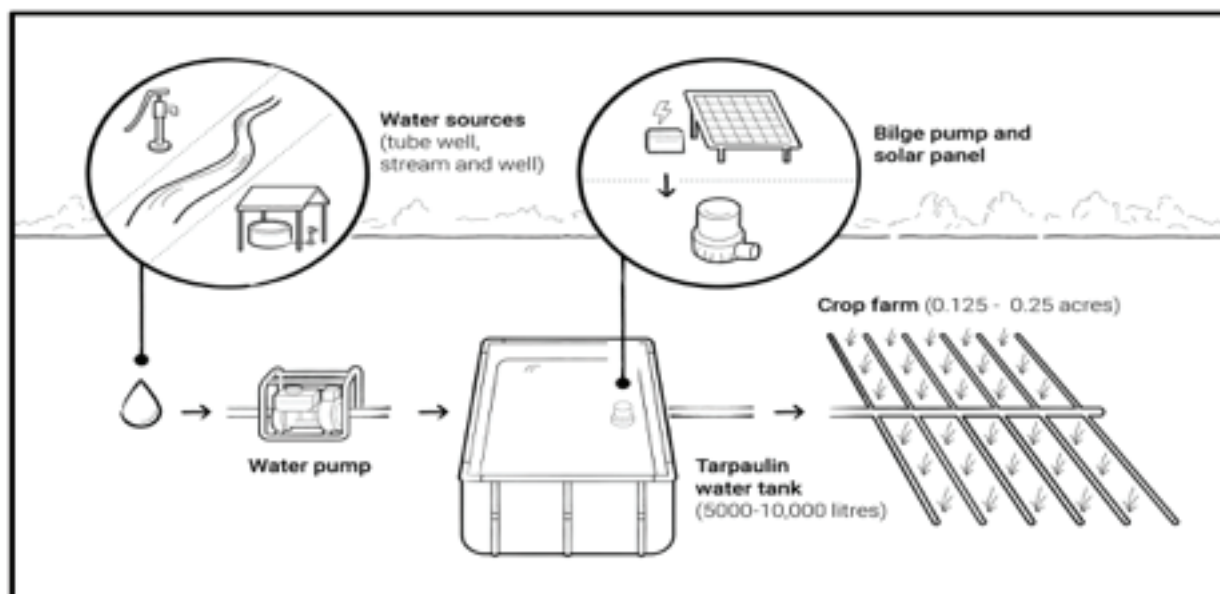 Water sources
(tube well,
stream and well)
Bilge pump and
solar panel
Crop farm (0.125 - 0.25 acres)
Water pump
Tarpaulin
water tank
(5000-10,000 litres)